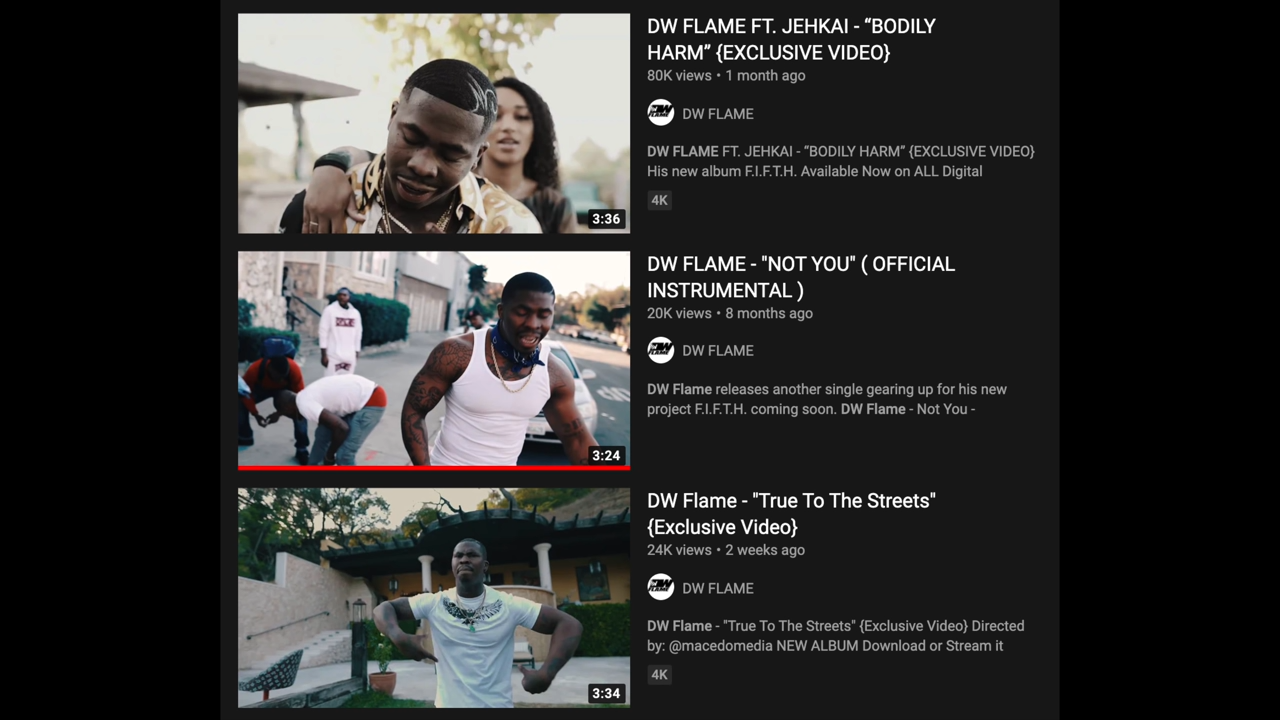 DW FLAME FT. JEHKAI - “BODILY
HARM” {EXCLUSIVE VIDEO}
80K views • 1 month ago
DW FLAME
DW FLAME FT. JEHKAI - “BODILY HARM” {EXCLUSIVE VIDEO}
His new album F.I.F.T.H. Available Now on ALL Digital
4K
3:36
DW FLAME - "NOT YOU" ( OFFICIAL
INSTRUMENTAL )
20K views • 8 months ago
DW FLAME
DW Flame releases another single gearing up for his new
project F.I.F.T.H. coming soon. DW Flame - Not You -
3:24
DW Flame - "True To The Streets"
{Exclusive Video}
24K views • 2 weeks ago
DW FLAME
DW Flame - "True To The Streets" {Exclusive Video} Directed
by: @macedomedia NEW ALBUM Download or Stream it
4K
3:34